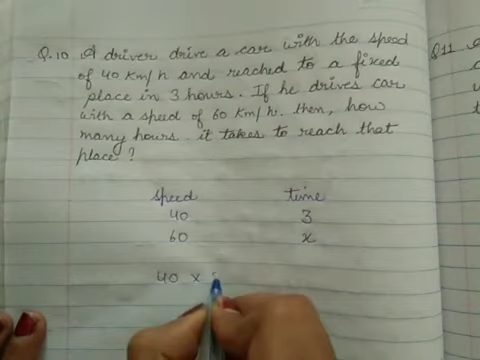 Q.10 A driver drive a car with the speed
of 40 km/h and reached to a fixed
place in 3 hours. If he drives car
with a speed of 60 km/h. then, how
many hours it takes to reach that
place?
speed time
40 3
60 x
40 x
Q11